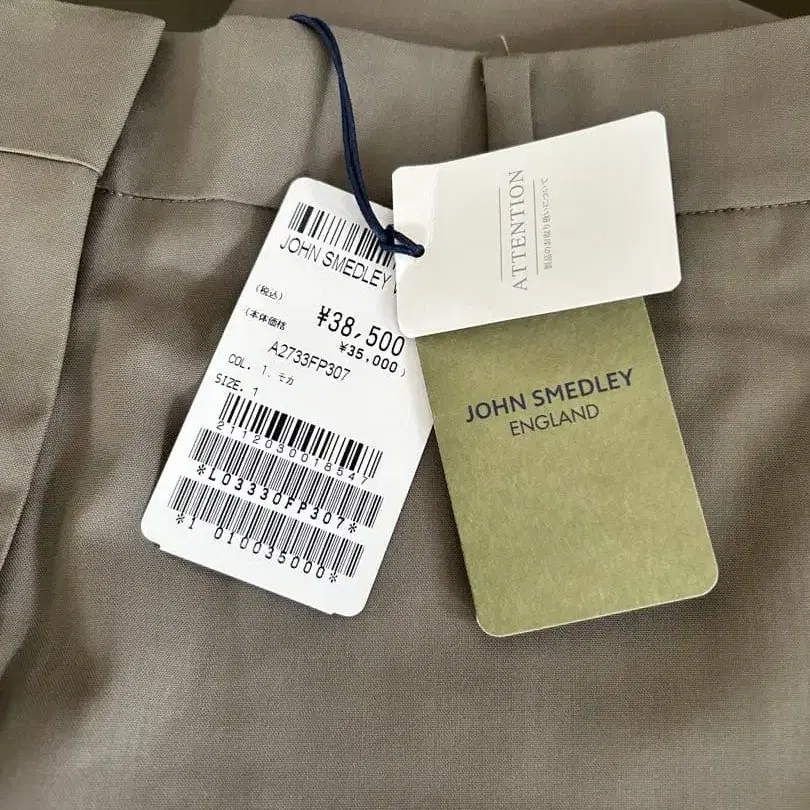 JOHN SMEDLEY
(税込)
¥38,500
(本体価格
¥35,000)
A2733FP307
COL. 1. モカ
SIZE. 1
2112030018547
*L03330FP307*
*1 010035000*
ATTENTION
製品のお取り扱いについて
JOHN SMEDLEY
ENGLAND